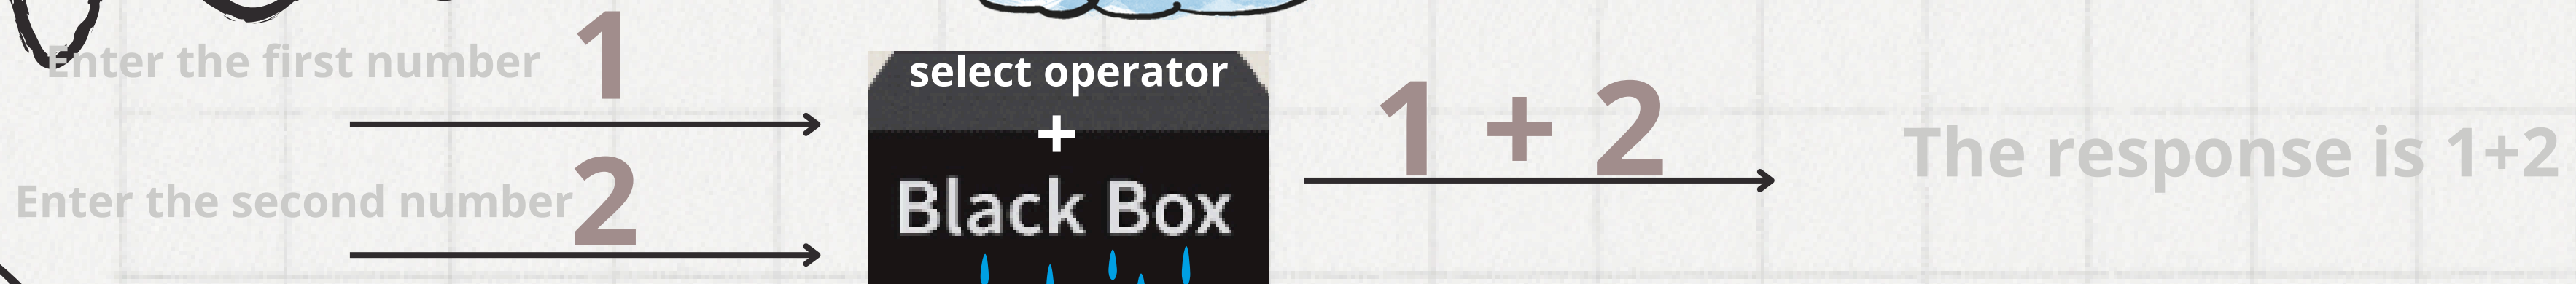 Enter the first number
1
Enter the second number
2
select operator
+
Black Box
1 + 2
The response is 1+2